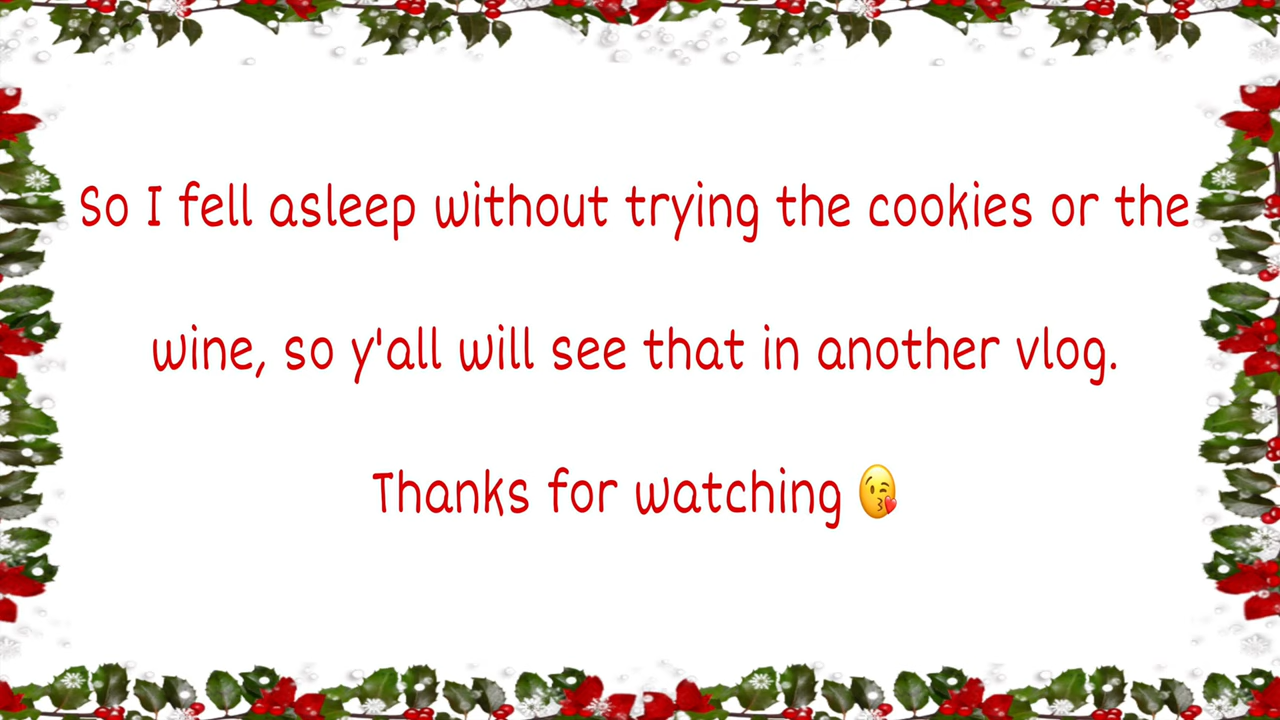 So I fell asleep without trying the cookies or the
wine, so y'all will see that in another vlog.
Thanks for watching 😘